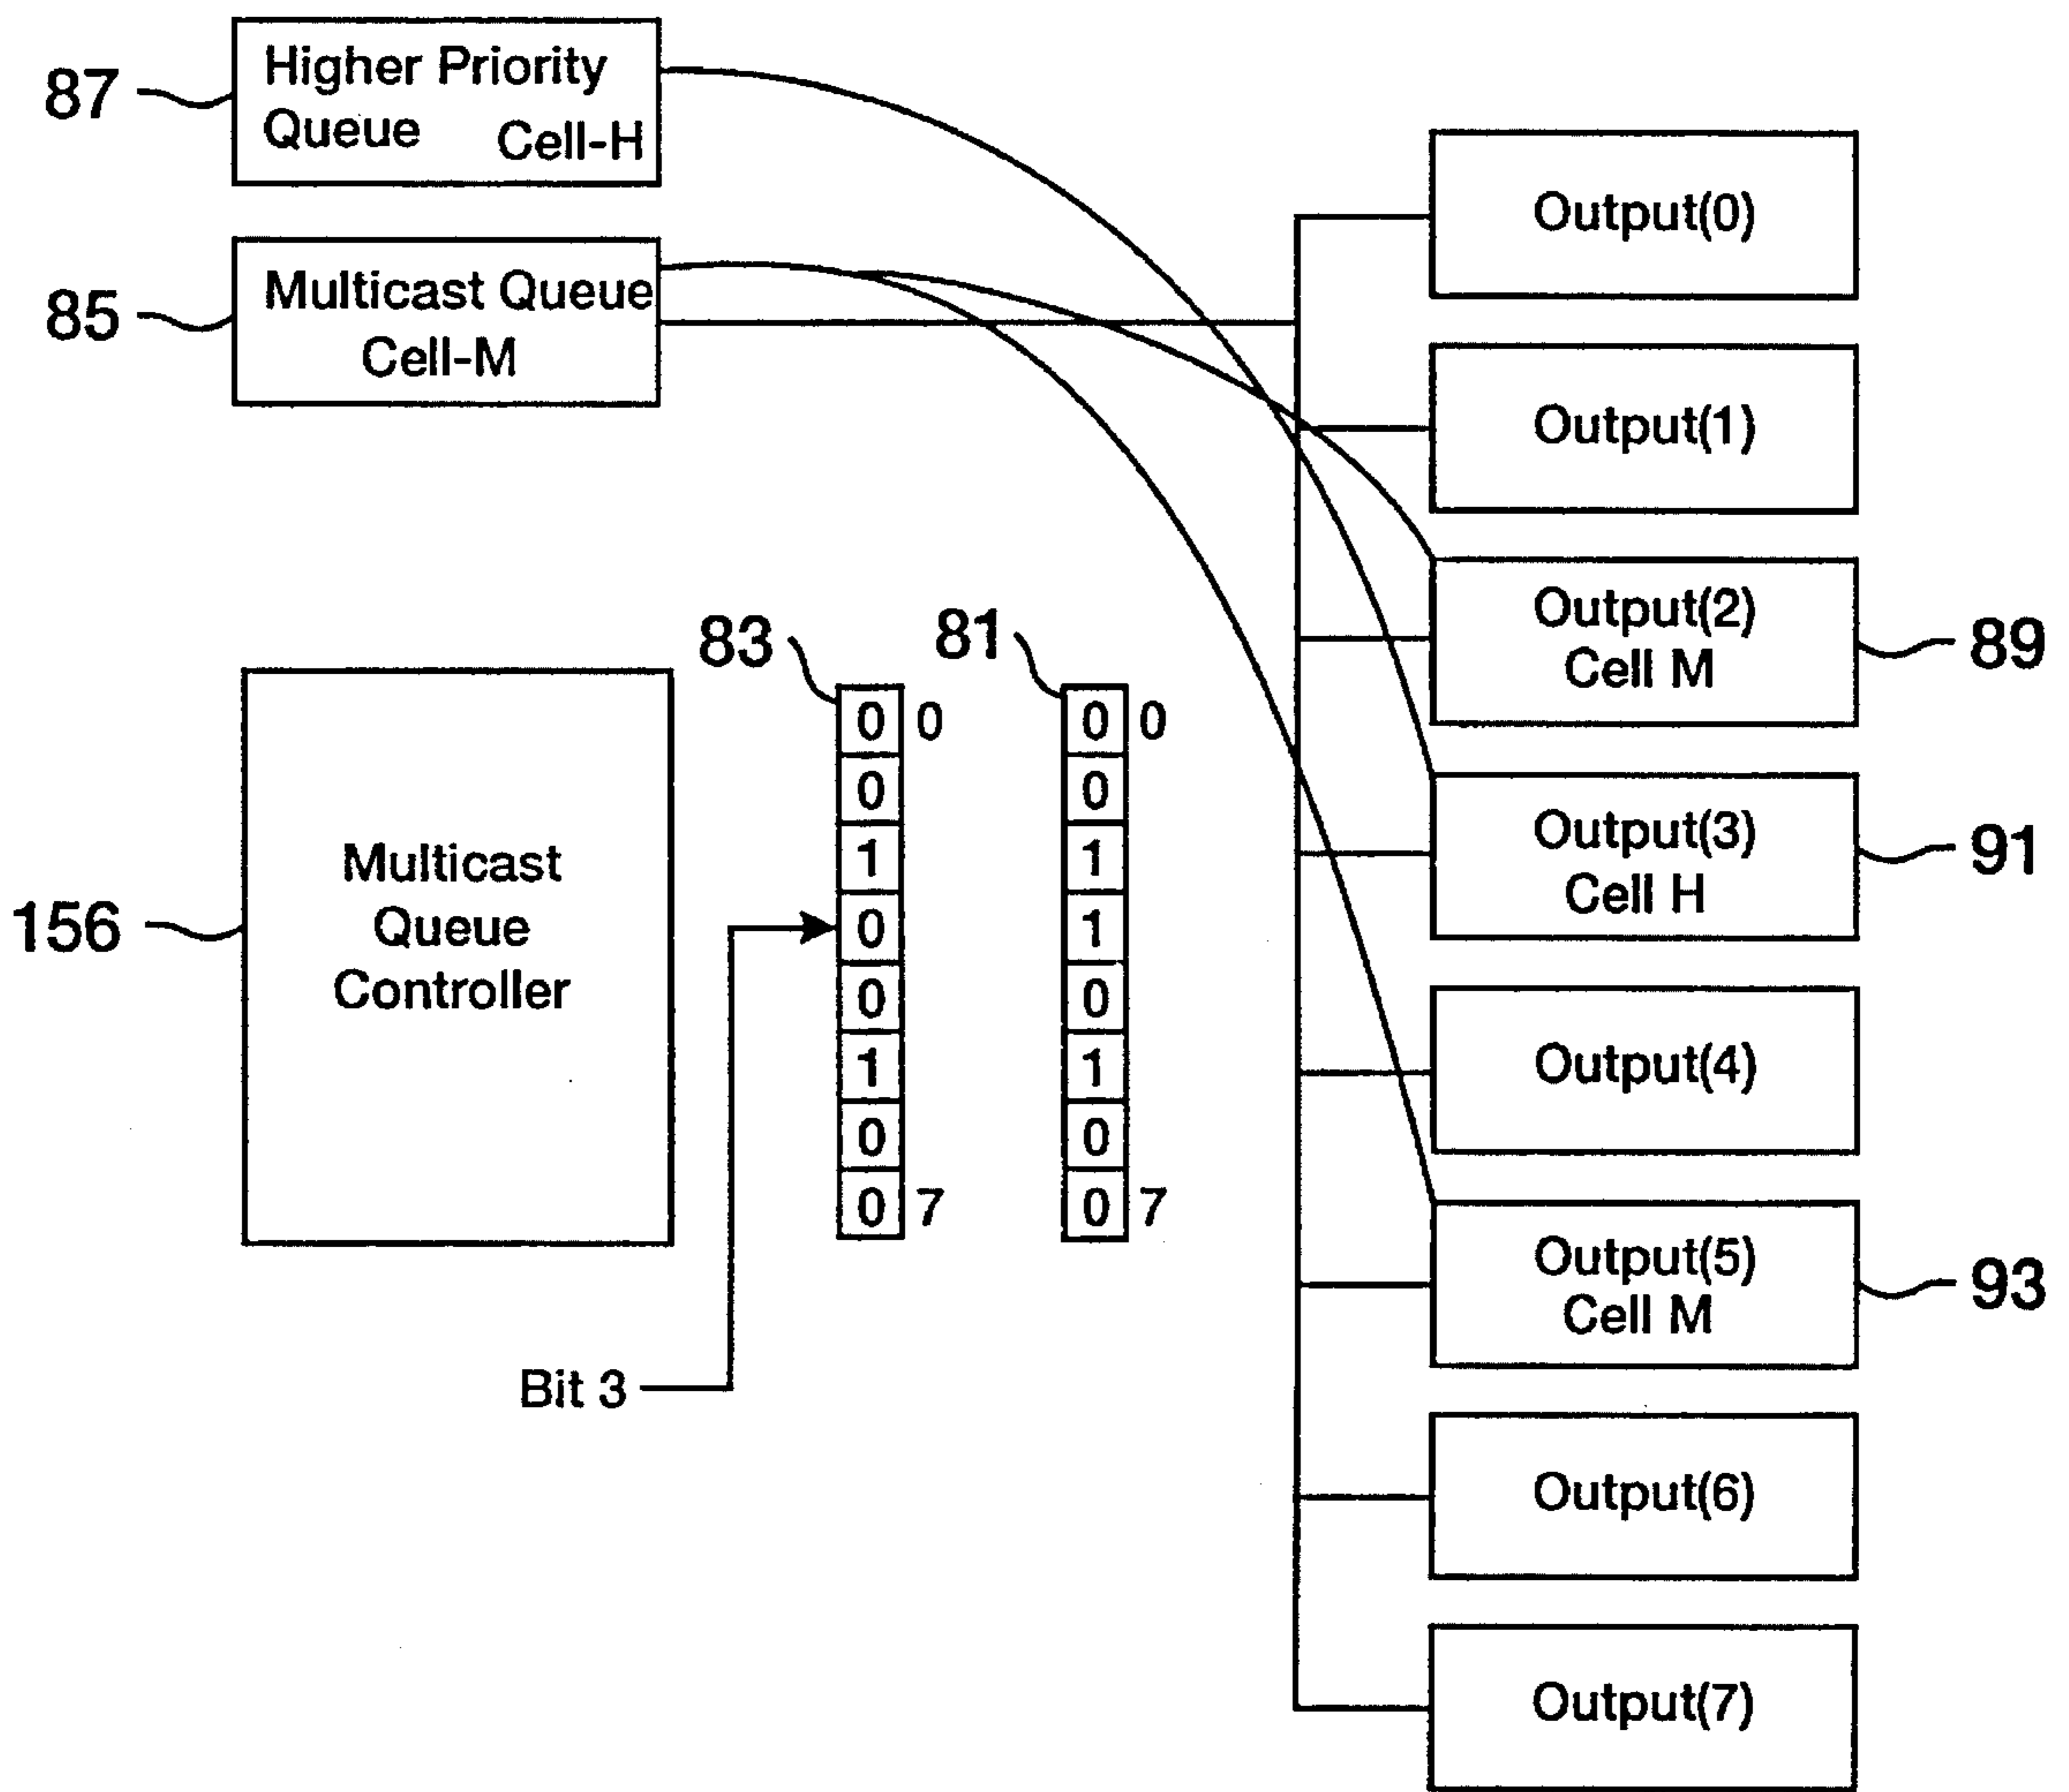 87
Higher Priority
Queue Cell-H
85
Multicast Queue
Cell-M
156
Multicast
Queue
Controller
83
0 0
0
1
0
0
1
0
0 7
81
0 0
0
1
1
0
1
0
0 7
Bit 3
Output(0)
Output(1)
Output(2)
Cell M
89
Output(3)
Cell H
91
Output(4)
Output(5)
Cell M
93
Output(6)
Output(7)